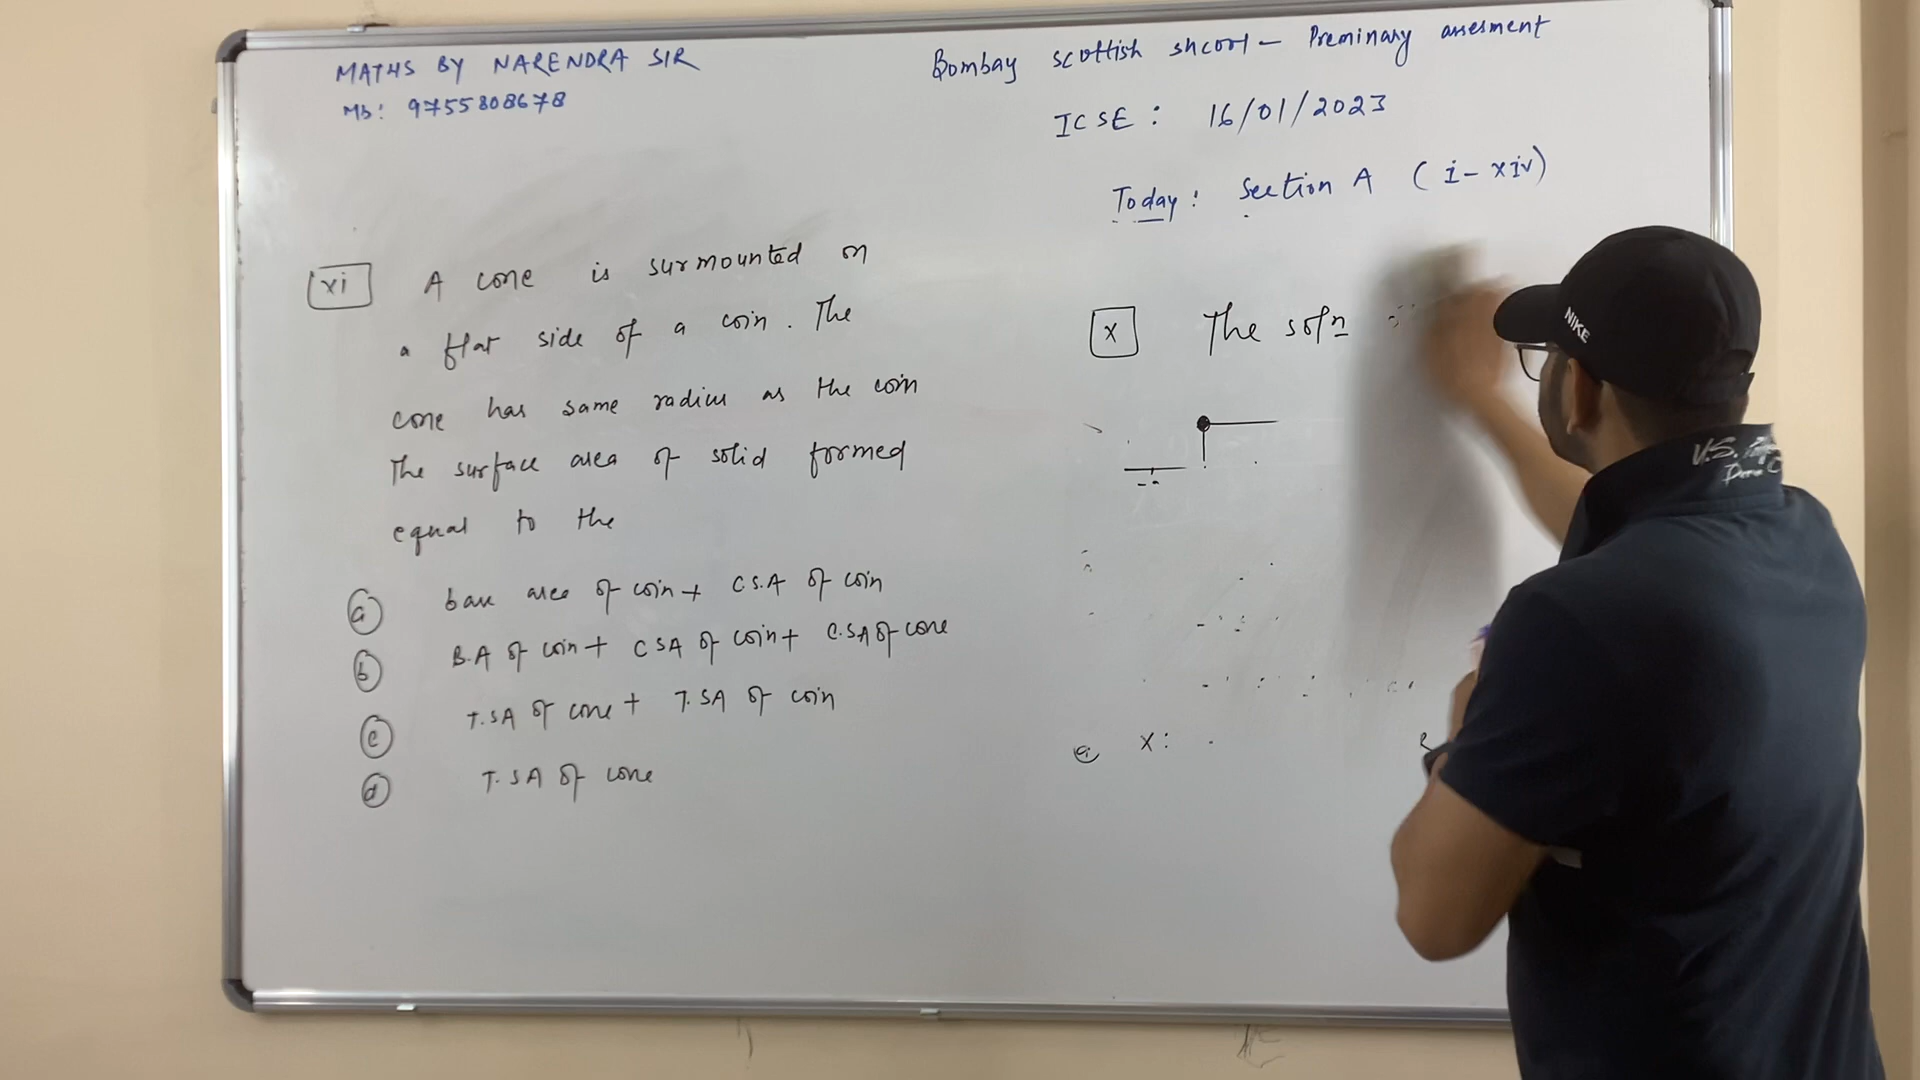 MATHS BY NARENDRA SIR
Mb: 9755808678
Bombay scottish shcorl - Preminary assesment
ICSE: 16/01/2023
Today: Section A (i-xiv)
xi A cone is surmounted on
a flat side of a coin. The
cone has same radius as the coin
The surface area of solid formed
equal to the
a base area of coin + C.S.A of coin
b B.A of coin + CSA of coin + C.SA of cone
c T.SA of cone + T.SA of coin
d T.SA of cone
x The soln
a x:
NIKE
V.S.